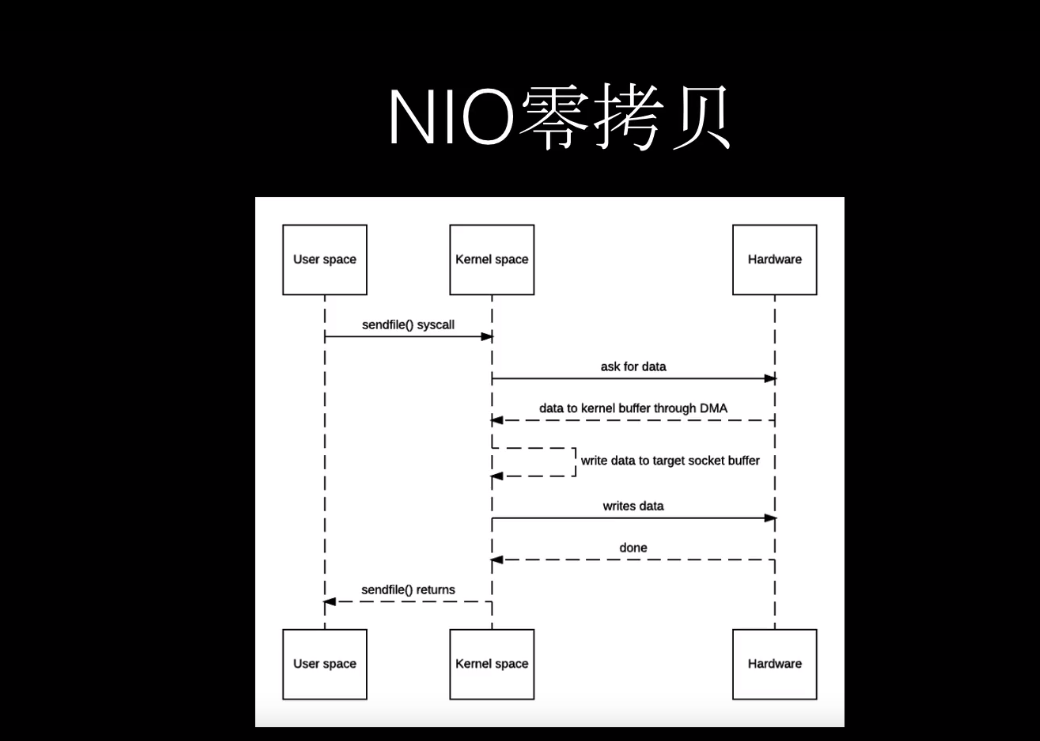 NIO零拷贝
User space
Kernel space
Hardware
sendfile() syscall
ask for data
data to kernel buffer through DMA
write data to target socket buffer
writes data
done
sendfile() returns
User space
Kernel space
Hardware